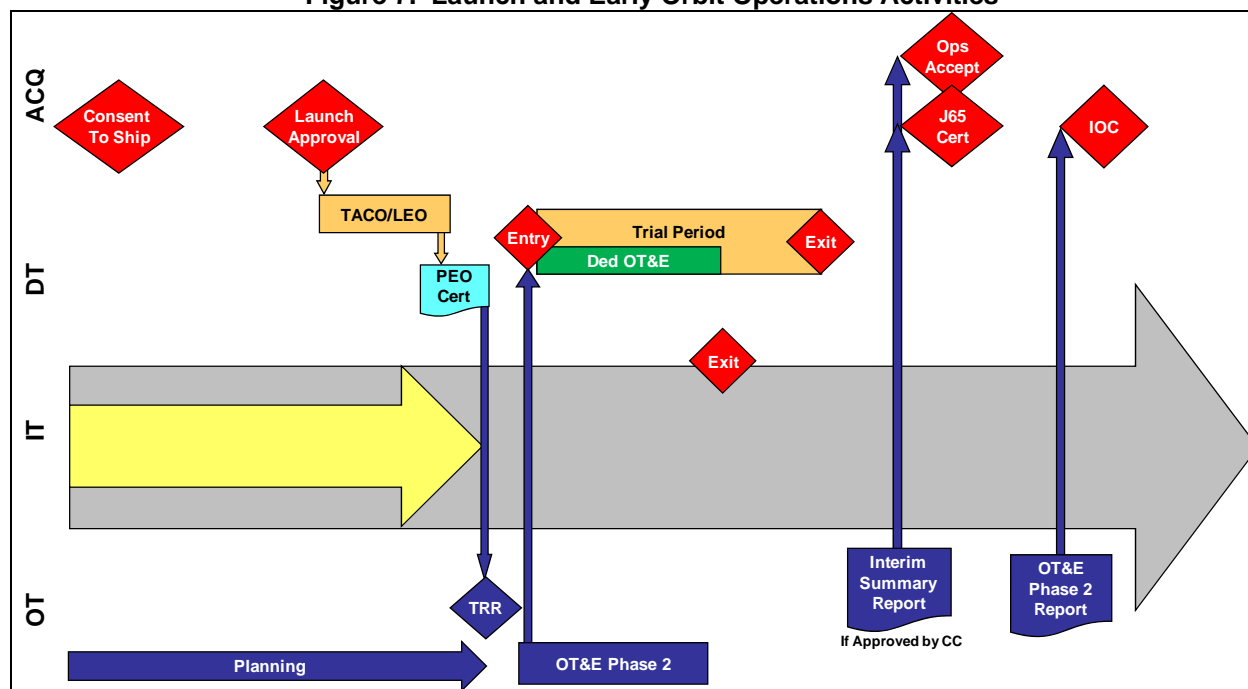 Figure 7. Launch and Early Orbit Operations Activities
ACQ
Consent
To Ship
Launch
Approval
Ops
Accept
J65
Cert
IOC
DT
TACO/LEO
PEO
Cert
Entry
Trial Period
Ded OT&E
Exit
IT
Exit
OT
TRR
Interim
Summary
Report
If Approved by CC
OT&E
Phase 2
Report
Planning
OT&E Phase 2